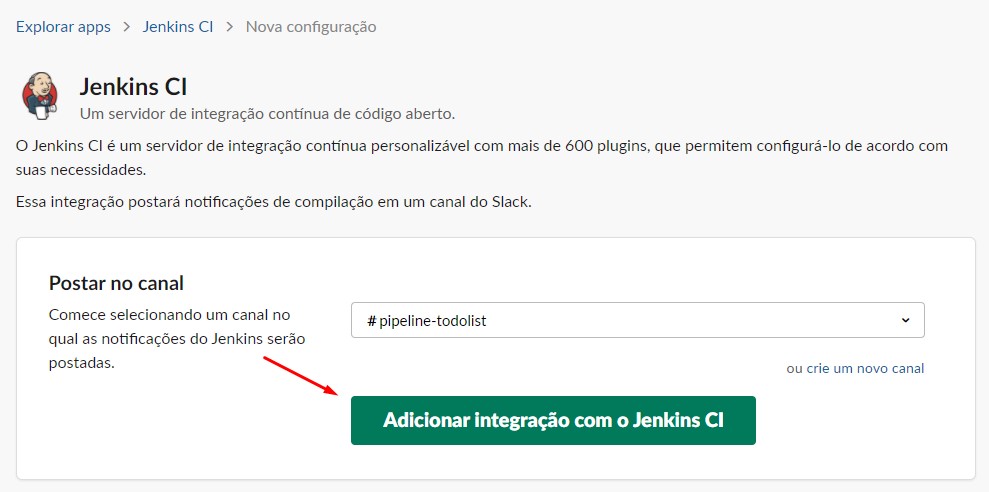 Explorar apps > Jenkins CI > Nova configuração
Jenkins CI
Um servidor de integração contínua de código aberto.
O Jenkins CI é um servidor de integração contínua personalizável com mais de 600 plugins, que permitem configurá-lo de acordo com
suas necessidades.
Essa integração postará notificações de compilação em um canal do Slack.
Postar no canal
Comece selecionando um canal no
qual as notificações do Jenkins serão
postadas.
# pipeline-todolist
ou crie um novo canal
Adicionar integração com o Jenkins CI